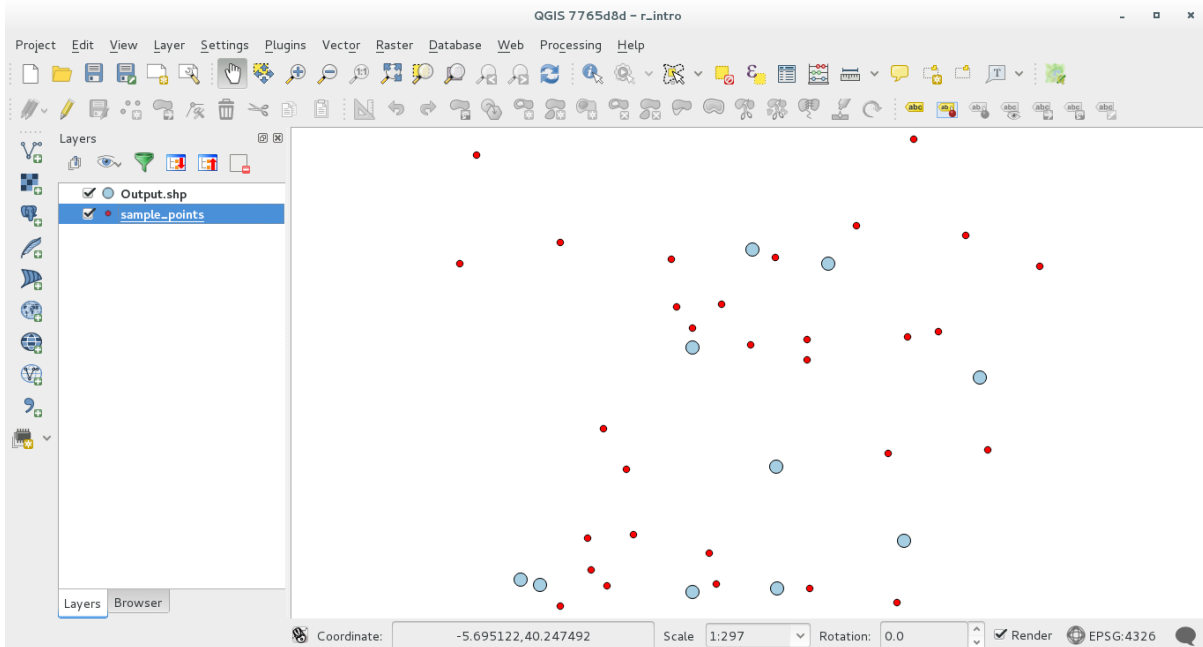 QGIS 7765d8d – r_intro
Project Edit View Layer Settings Plugins Vector Raster Database Web Processing Help
Layers
Output.shp
sample_points
Layers Browser
Coordinate: -5.695122,40.247492 Scale 1:297 Rotation: 0.0 Render EPSG:4326